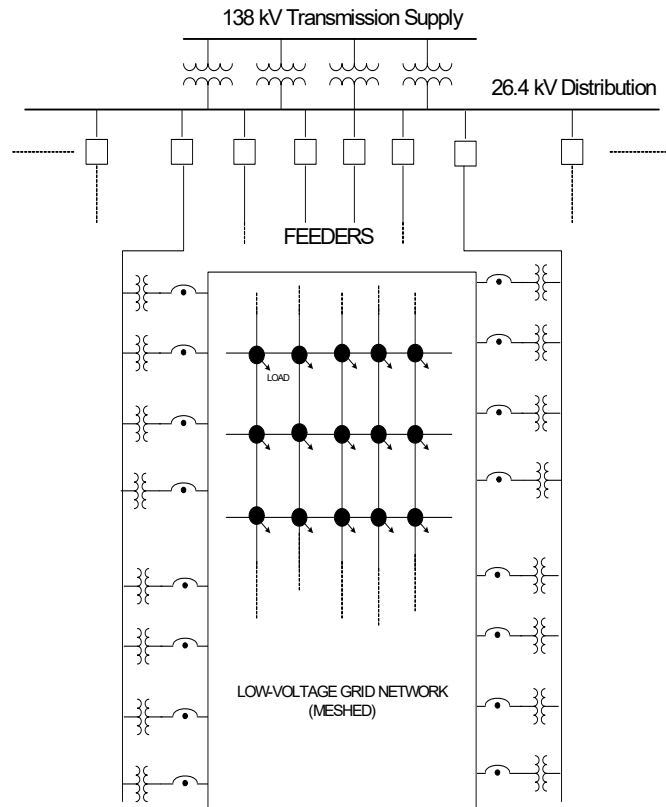 138 kV Transmission Supply
26.4 kV Distribution
FEEDERS
LOAD
LOW-VOLTAGE GRID NETWORK
(MESHED)